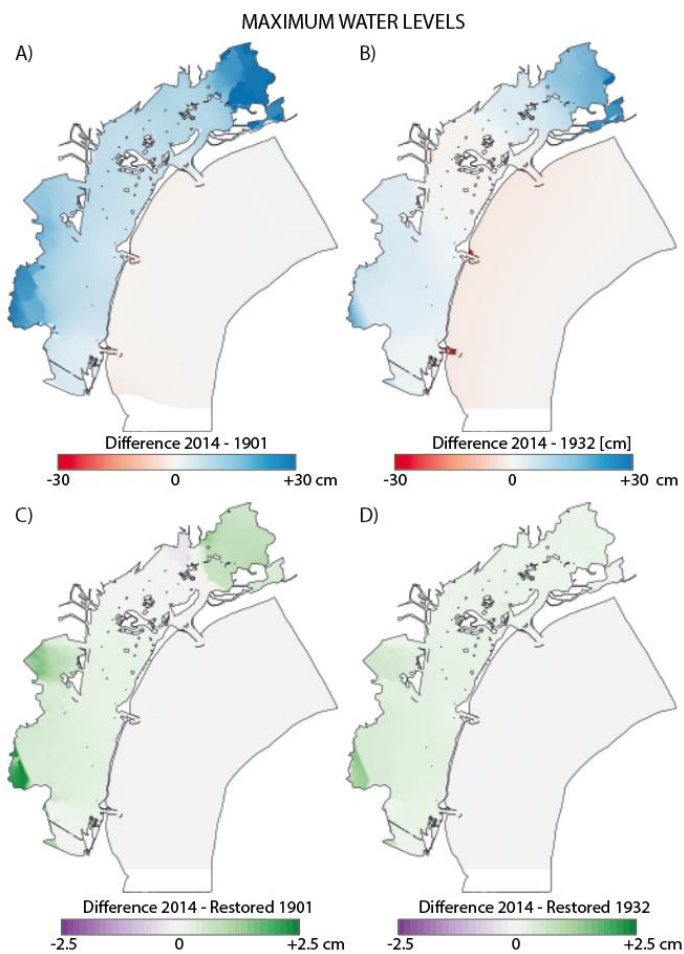 MAXIMUM WATER LEVELS
A) B)
Difference 2014 - 1901 Difference 2014 - 1932 [cm]
-30 0 +30 cm -30 0 +30 cm
C) D)
Difference 2014 - Restored 1901 Difference 2014 - Restored 1932
-2.5 0 +2.5 cm -2.5 0 +2.5 cm